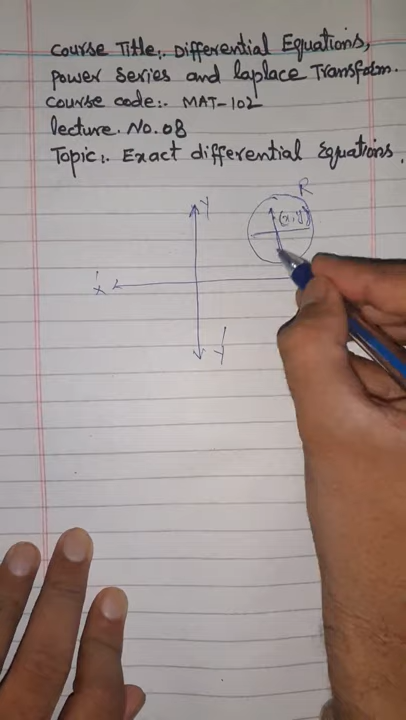 Course Title:. Differential Equations,
Power Series and Laplace Transform.
Course code:- MAT-102
lecture. No. 08
Topic:. Exact differential Equations.
R
Y
(x,y)
x'
y'